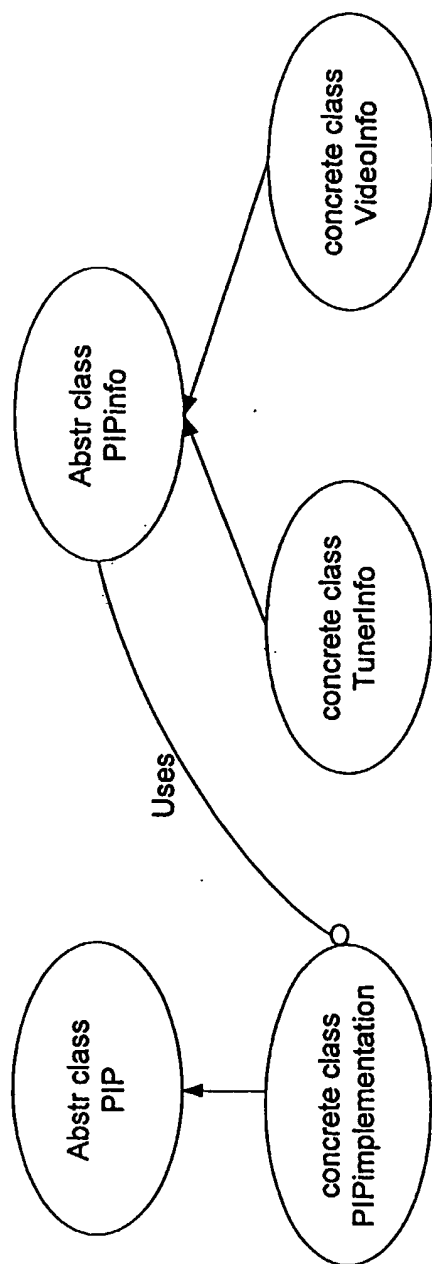 Abstr class
PIP
concrete class
PIPimplementation
Uses
Abstr class
PIPinfo
concrete class
TunerInfo
concrete class
VideoInfo